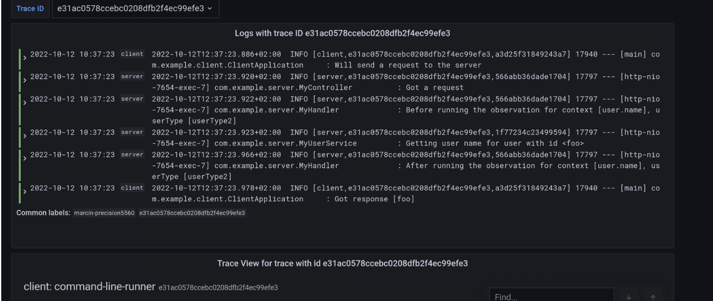 Trace ID e31ac0578ccebc0208dfb2f4ec99efe3
Logs with trace ID e31ac0578ccebc0208dfb2f4ec99efe3
2022-10-12 10:37:23 client 2022-10-12T12:37:23.886+02:00 INFO [client,e31ac0578ccebc0208dfb2f4ec99efe3,a3d25f31849243a7] 17940 --- [main] co
m.example.client.ClientApplication : Will send a request to the server
2022-10-12 10:37:23 server 2022-10-12T12:37:23.920+02:00 INFO [server,e31ac0578ccebc0208dfb2f4ec99efe3,566abb36dade1704] 17797 --- [http-nio
-7654-exec-7] com.example.server.MyController : Got a request
2022-10-12 10:37:23 server 2022-10-12T12:37:23.922+02:00 INFO [server,e31ac0578ccebc0208dfb2f4ec99efe3,566abb36dade1704] 17797 --- [http-nio
-7654-exec-7] com.example.server.MyHandler : Before running the observation for context [user.name], u
serType [userType2]
2022-10-12 10:37:23 server 2022-10-12T12:37:23.923+02:00 INFO [server,e31ac0578ccebc0208dfb2f4ec99efe3,1f77234c23499594] 17797 --- [http-nio
-7654-exec-7] com.example.server.MyUserService : Getting user name for user with id <foo>
2022-10-12 10:37:23 server 2022-10-12T12:37:23.966+02:00 INFO [server,e31ac0578ccebc0208dfb2f4ec99efe3,566abb36dade1704] 17797 --- [http-nio
-7654-exec-7] com.example.server.MyHandler : After running the observation for context [user.name], us
erType [userType2]
2022-10-12 10:37:23 client 2022-10-12T12:37:23.978+02:00 INFO [client,e31ac0578ccebc0208dfb2f4ec99efe3,a3d25f31849243a7] 17940 --- [main] co
m.example.client.ClientApplication : Got response [foo]
Common labels: marcin-precision5560 e31ac0578ccebc0208dfb2f4ec99efe3
Trace View for trace with id e31ac0578ccebc0208dfb2f4ec99efe3
client: command-line-runner e31ac0578ccebc0208dfb2f4ec99efe3
Find...